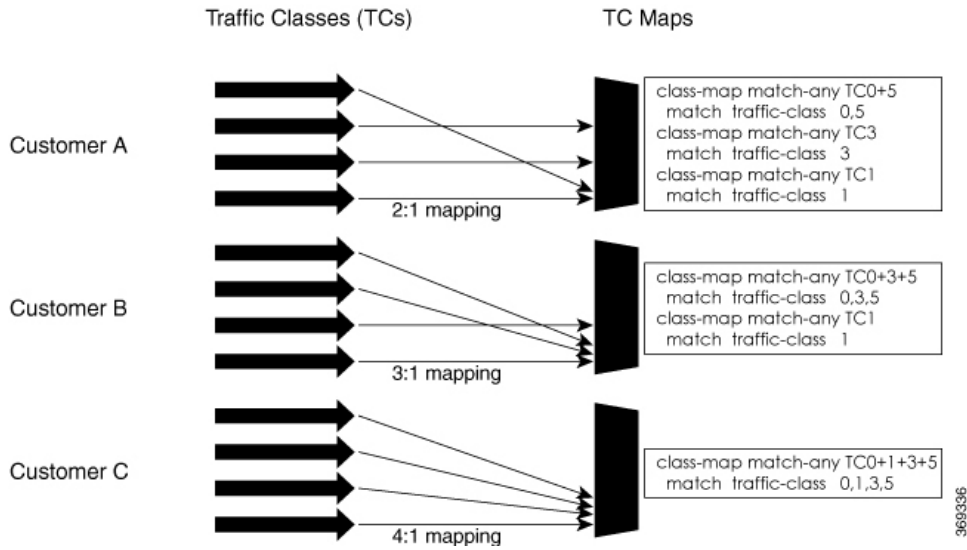 Traffic Classes (TCs)
TC Maps
Customer A
2:1 mapping
class-map match-any TC0+5
match traffic-class 0,5
class-map match-any TC3
match traffic-class 3
class-map match-any TC1
match traffic-class 1
Customer B
3:1 mapping
class-map match-any TC0+3+5
match traffic-class 0,3,5
class-map match-any TC1
match traffic-class 1
Customer C
4:1 mapping
class-map match-any TC0+1+3+5
match traffic-class 0,1,3,5
369336